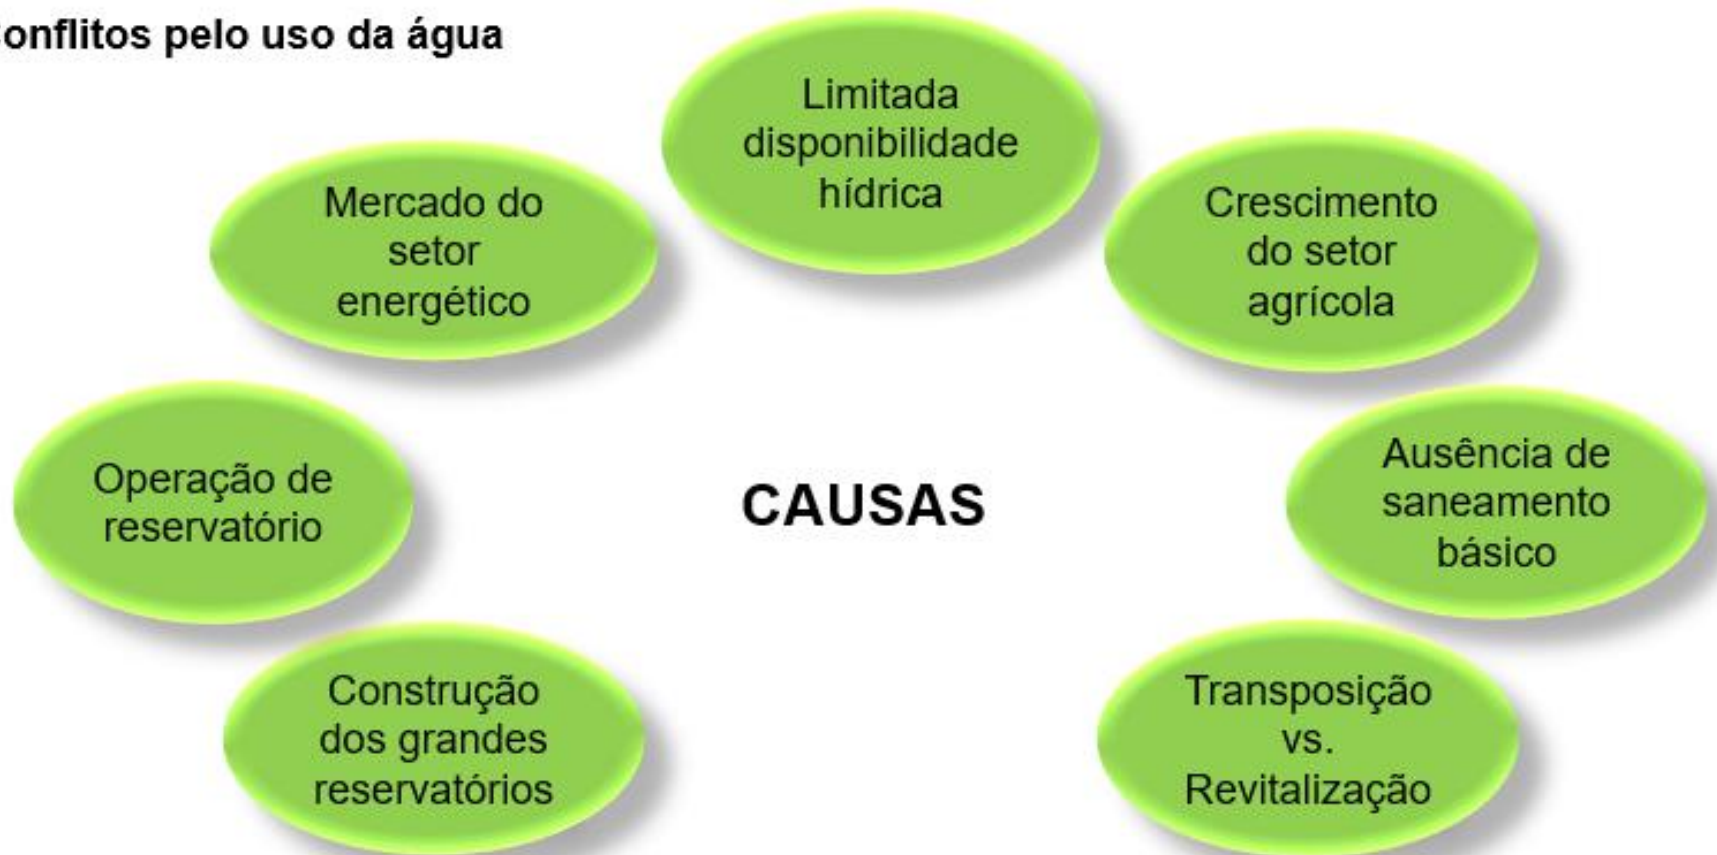 onflitos pelo uso da água
Limitada
disponibilidade
hídrica
Mercado do
setor
energético
Crescimento
do setor
agrícola
Operação de
reservatório
CAUSAS
Ausência de
saneamento
básico
Construção
dos grandes
reservatórios
Transposição
vs.
Revitalização